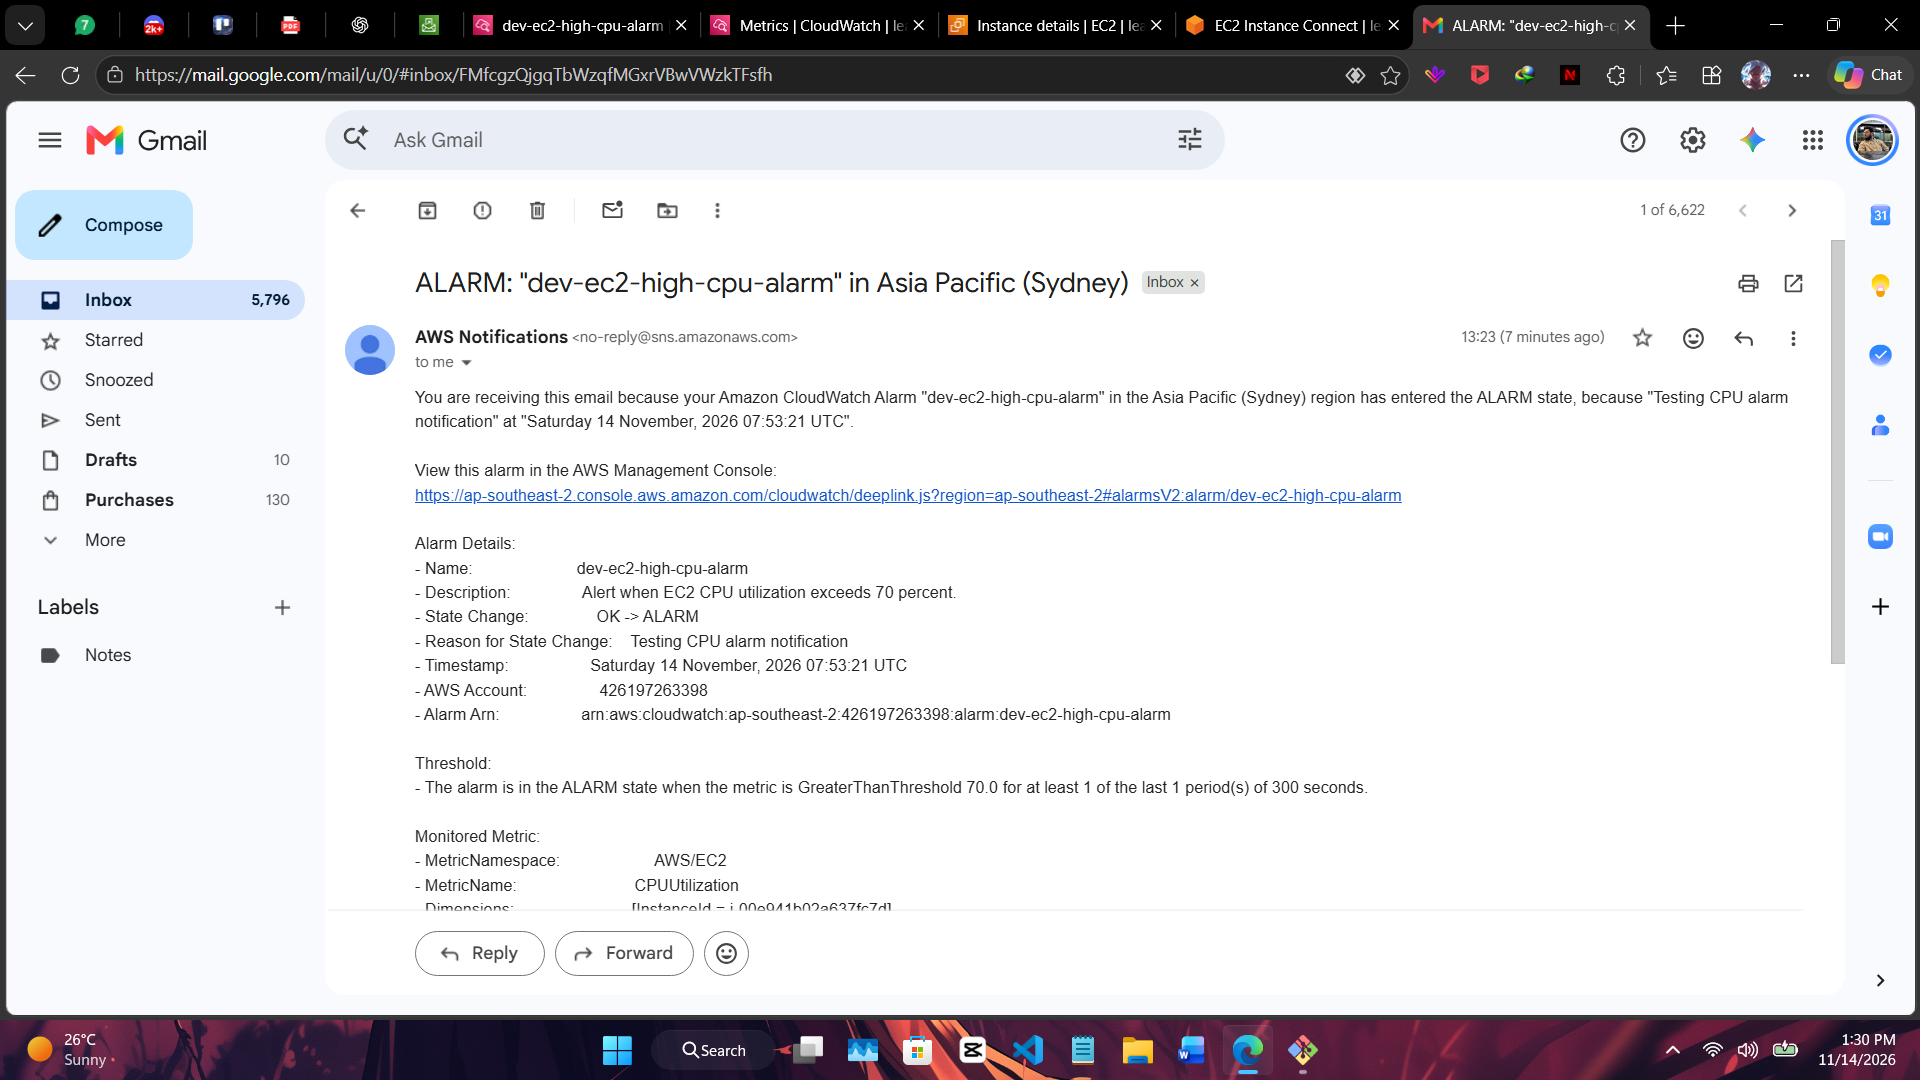 7
2k+
PDF
dev-ec2-high-cpu-alarm
Metrics | CloudWatch | le
Instance details | EC2 | lea
EC2 Instance Connect | le
ALARM: "dev-ec2-high-cp
https://mail.google.com/mail/u/0/#inbox/FMfcgzQjgqTbWzqfMGxrVBwVWzkTFsfh
N
Chat
Gmail
Ask Gmail
Compose
Inbox 5,796
Starred
Snoozed
Sent
Drafts 10
Purchases 130
More
Labels
Notes
1 of 6,622
31
ALARM: "dev-ec2-high-cpu-alarm" in Asia Pacific (Sydney) Inbox ×
AWS Notifications <no-reply@sns.amazonaws.com> 13:23 (7 minutes ago)
to me
You are receiving this email because your Amazon CloudWatch Alarm "dev-ec2-high-cpu-alarm" in the Asia Pacific (Sydney) region has entered the ALARM state, because "Testing CPU alarm
notification" at "Saturday 14 November, 2026 07:53:21 UTC".
View this alarm in the AWS Management Console:
https://ap-southeast-2.console.aws.amazon.com/cloudwatch/deeplink.js?region=ap-southeast-2#alarmsV2:alarm/dev-ec2-high-cpu-alarm
Alarm Details:
- Name: dev-ec2-high-cpu-alarm
- Description: Alert when EC2 CPU utilization exceeds 70 percent.
- State Change: OK -> ALARM
- Reason for State Change: Testing CPU alarm notification
- Timestamp: Saturday 14 November, 2026 07:53:21 UTC
- AWS Account: 426197263398
- Alarm Arn: arn:aws:cloudwatch:ap-southeast-2:426197263398:alarm:dev-ec2-high-cpu-alarm
Threshold:
- The alarm is in the ALARM state when the metric is GreaterThanThreshold 70.0 for at least 1 of the last 1 period(s) of 300 seconds.
Monitored Metric:
- MetricNamespace: AWS/EC2
- MetricName: CPUUtilization
- Dimensions: [InstanceId = i-00e941b02a637fc7d]
Reply
Forward
26°C
Sunny
Search
1:30 PM
11/14/2026